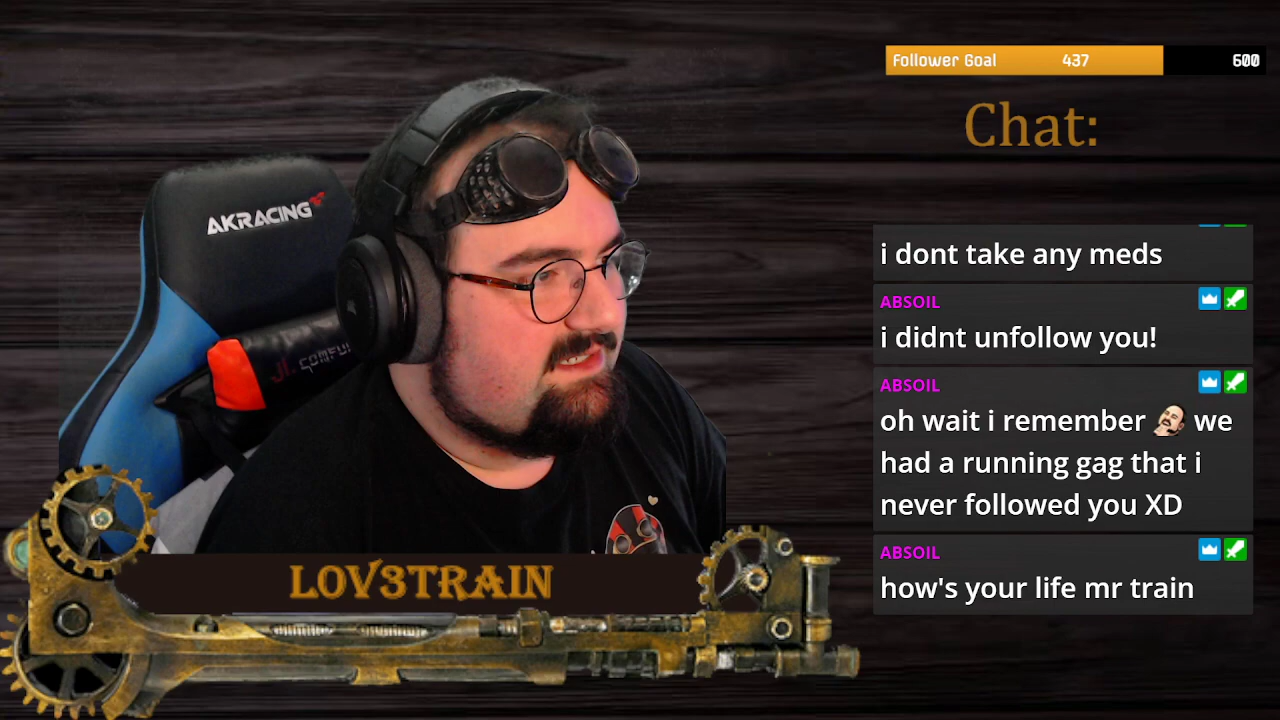 Follower Goal 437 600
Chat:
AKRACING
i dont take any meds
ABSOIL
i didnt unfollow you!
ABSOIL
oh wait i remember we
had a running gag that i
never followed you XD
ABSOIL
how's your life mr train
LOV3TRAIN